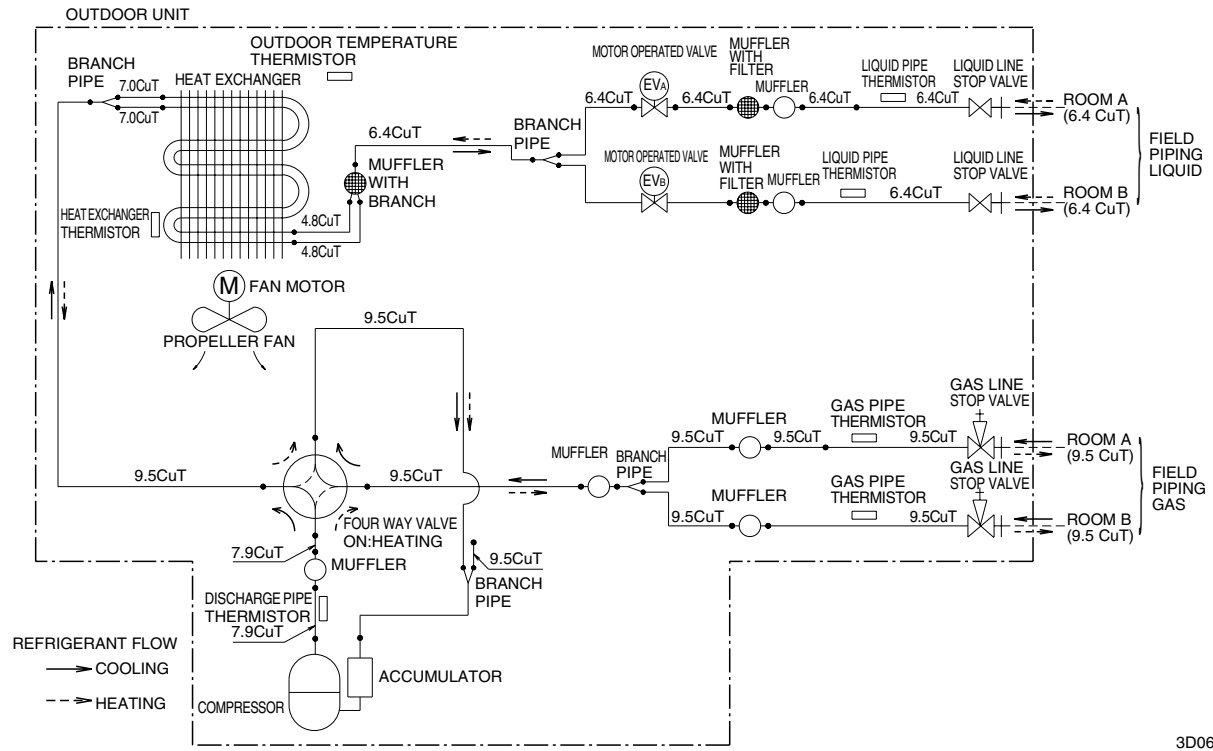 OUTDOOR UNIT
OUTDOOR TEMPERATURE
THERMISTOR
BRANCH
PIPE
7.0CuT
7.0CuT
HEAT EXCHANGER
HEAT EXCHANGER
THERMISTOR
4.8CuT
4.8CuT
6.4CuT
MUFFLER
WITH
BRANCH
BRANCH
PIPE
MOTOR OPERATED VALVE
EVA
6.4CuT
6.4CuT
MUFFLER
WITH
FILTER
MUFFLER
6.4CuT
LIQUID PIPE
THERMISTOR
6.4CuT
LIQUID LINE
STOP VALVE
ROOM A
(6.4 CuT)
MOTOR OPERATED VALVE
EVB
MUFFLER
WITH
FILTER
MUFFLER
LIQUID PIPE
THERMISTOR
6.4CuT
LIQUID LINE
STOP VALVE
ROOM B
(6.4 CuT)
FIELD
PIPING
LIQUID
M
FAN MOTOR
PROPELLER FAN
9.5CuT
9.5CuT
9.5CuT
FOUR WAY VALVE
ON:HEATING
MUFFLER
BRANCH
PIPE
9.5CuT
MUFFLER
9.5CuT
GAS PIPE
THERMISTOR
9.5CuT
GAS LINE
STOP VALVE
ROOM A
(9.5 CuT)
9.5CuT
MUFFLER
GAS PIPE
THERMISTOR
9.5CuT
GAS LINE
STOP VALVE
ROOM B
(9.5 CuT)
FIELD
PIPING
GAS
7.9CuT
MUFFLER
9.5CuT
BRANCH
PIPE
DISCHARGE PIPE
THERMISTOR
7.9CuT
ACCUMULATOR
COMPRESSOR
REFRIGERANT FLOW
COOLING
HEATING
3D06